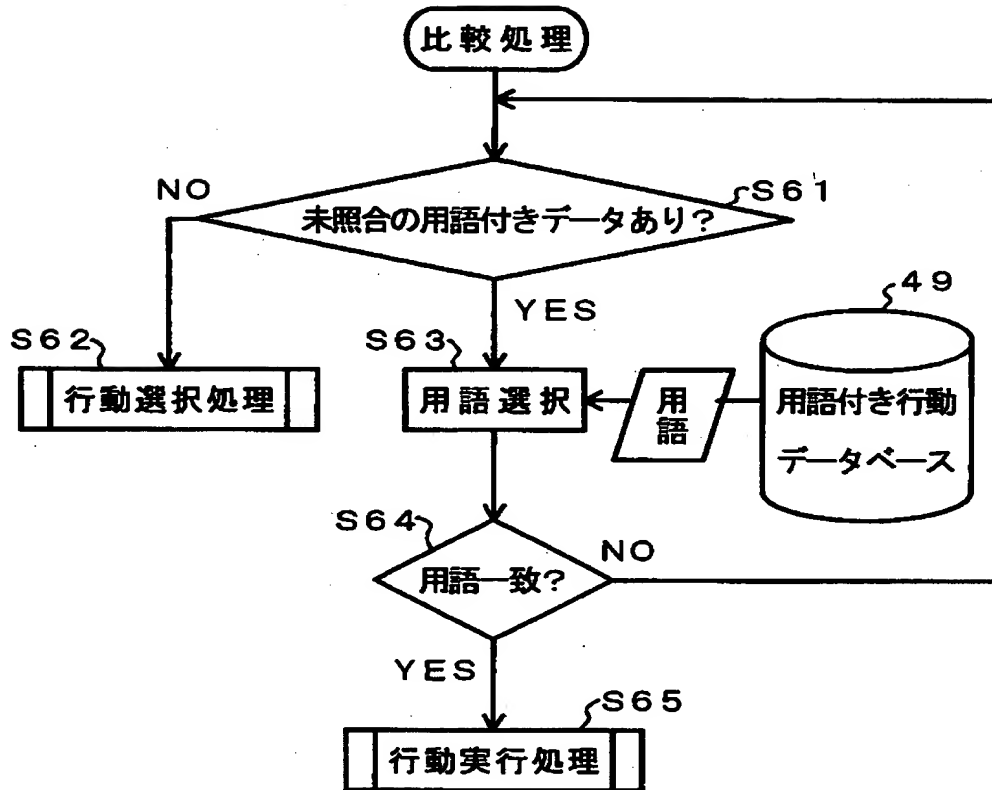 比較処理
NO
S61
未照合の用語付きデータあり?
YES
49
S62
S63
行動選択処理
用語選択
用
語
用語付き行動
データベース
S64
用語一致?
NO
YES
S65
行動実行処理